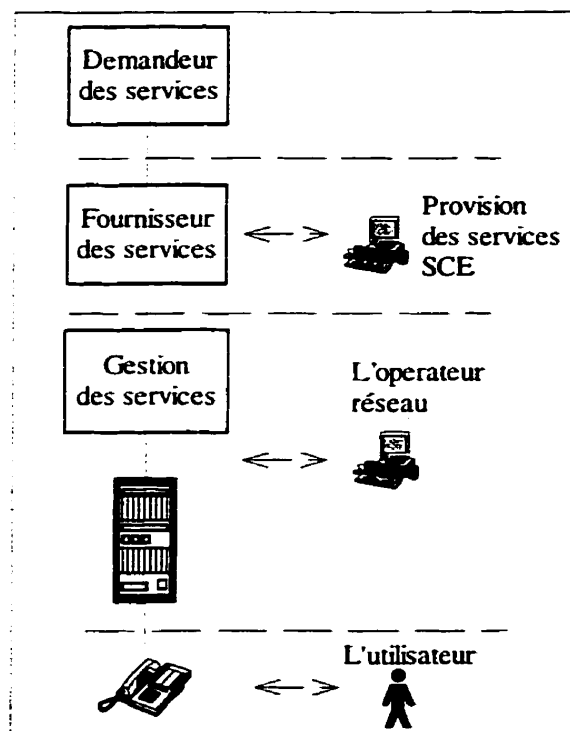 Demandeur
des services
Fournisseur
des services
Provision
des services
SCE
Gestion
des services
L'operateur
réseau
L'utilisateur